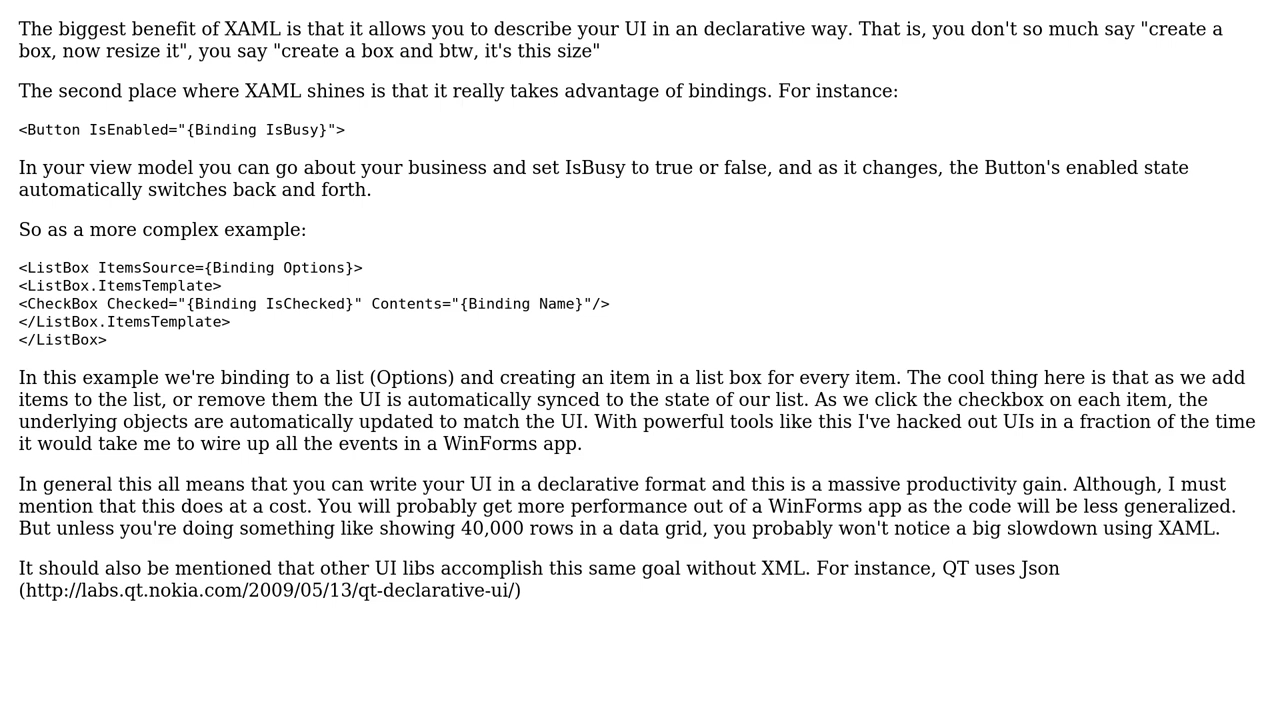 The biggest benefit of XAML is that it allows you to describe your UI in an declarative way. That is, you don't so much say "create a
box, now resize it", you say "create a box and btw, it's this size"
The second place where XAML shines is that it really takes advantage of bindings. For instance:
<Button IsEnabled="{Binding IsBusy}">
In your view model you can go about your business and set IsBusy to true or false, and as it changes, the Button's enabled state
automatically switches back and forth.
So as a more complex example:
<ListBox ItemsSource={Binding Options}>
<ListBox.ItemsTemplate>
<CheckBox Checked="{Binding IsChecked}" Contents="{Binding Name}"/>
</ListBox.ItemsTemplate>
</ListBox>
In this example we're binding to a list (Options) and creating an item in a list box for every item. The cool thing here is that as we add
items to the list, or remove them the UI is automatically synced to the state of our list. As we click the checkbox on each item, the
underlying objects are automatically updated to match the UI. With powerful tools like this I've hacked out UIs in a fraction of the time
it would take me to wire up all the events in a WinForms app.
In general this all means that you can write your UI in a declarative format and this is a massive productivity gain. Although, I must
mention that this does at a cost. You will probably get more performance out of a WinForms app as the code will be less generalized.
But unless you're doing something like showing 40,000 rows in a data grid, you probably won't notice a big slowdown using XAML.
It should also be mentioned that other UI libs accomplish this same goal without XML. For instance, QT uses Json
(http://labs.qt.nokia.com/2009/05/13/qt-declarative-ui/)